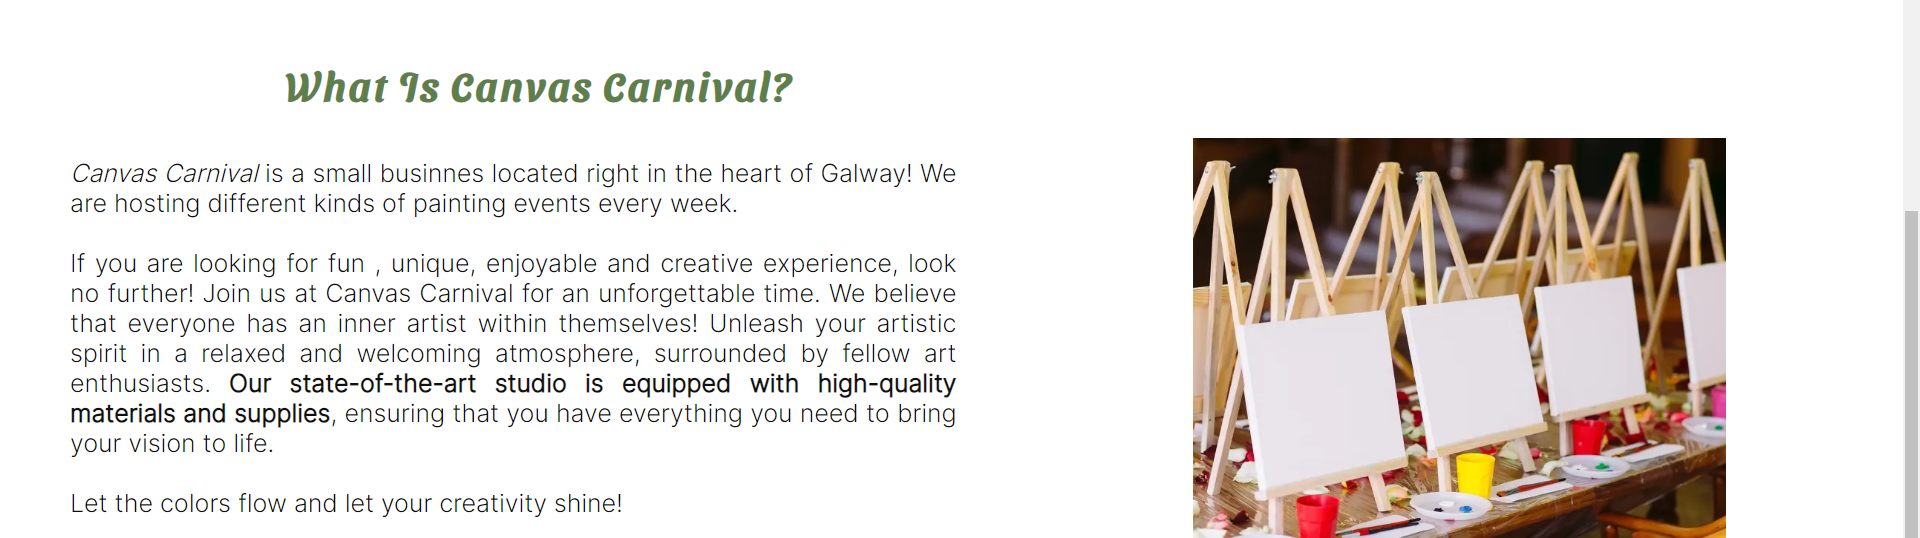 What Is Canvas Carnival?
Canvas Carnival is a small businnes located right in the heart of Galway! We
are hosting different kinds of painting events every week.
If you are looking for fun , unique, enjoyable and creative experience, look
no further! Join us at Canvas Carnival for an unforgettable time. We believe
that everyone has an inner artist within themselves! Unleash your artistic
spirit in a relaxed and welcoming atmosphere, surrounded by fellow art
enthusiasts. Our state-of-the-art studio is equipped with high-quality
materials and supplies, ensuring that you have everything you need to bring
your vision to life.
Let the colors flow and let your creativity shine!